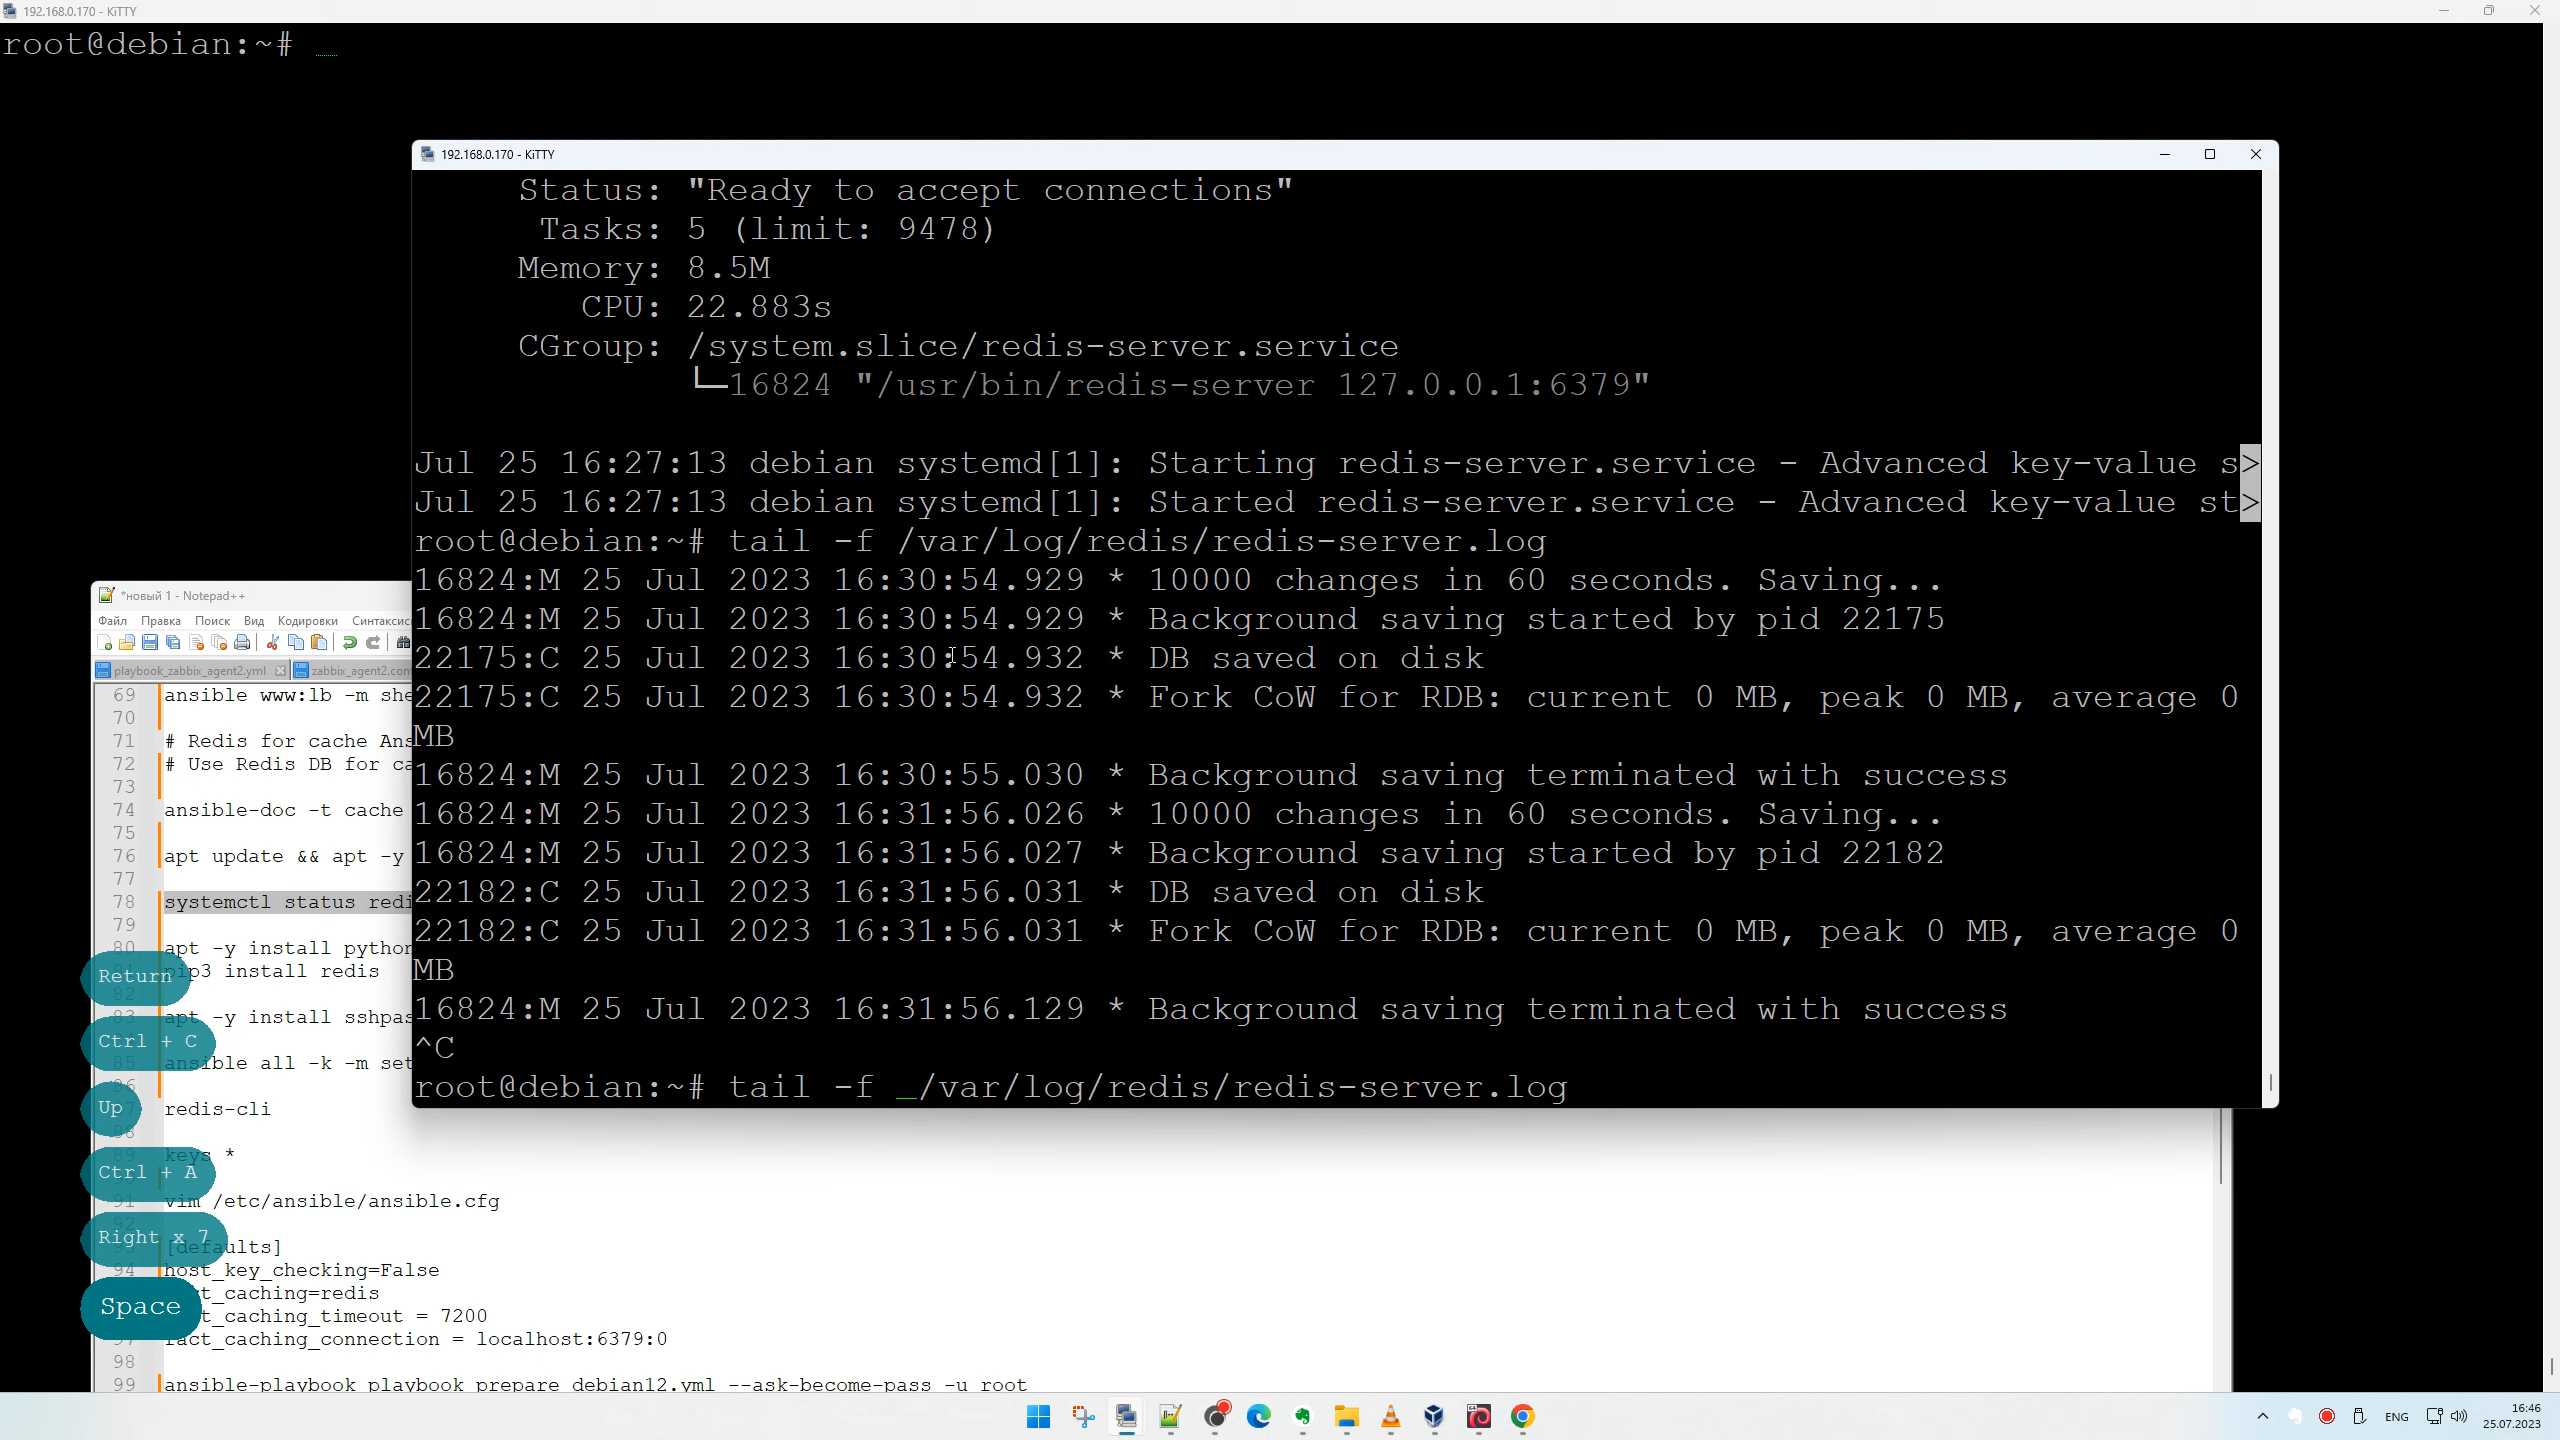 192.168.0.170 - KiTTY
root@debian:~# _
192.168.0.170 - KiTTY
Status: "Ready to accept connections"
Tasks: 5 (limit: 9478)
Memory: 8.5M
CPU: 22.883s
CGroup: /system.slice/redis-server.service
└─16824 "/usr/bin/redis-server 127.0.0.1:6379"
Jul 25 16:27:13 debian systemd[1]: Starting redis-server.service - Advanced key-value s>
Jul 25 16:27:13 debian systemd[1]: Started redis-server.service - Advanced key-value st>
root@debian:~# tail -f /var/log/redis/redis-server.log
16824:M 25 Jul 2023 16:30:54.929 * 10000 changes in 60 seconds. Saving...
16824:M 25 Jul 2023 16:30:54.929 * Background saving started by pid 22175
22175:C 25 Jul 2023 16:30:54.932 * DB saved on disk
22175:C 25 Jul 2023 16:30:54.932 * Fork CoW for RDB: current 0 MB, peak 0 MB, average 0
MB
16824:M 25 Jul 2023 16:30:55.030 * Background saving terminated with success
16824:M 25 Jul 2023 16:31:56.026 * 10000 changes in 60 seconds. Saving...
16824:M 25 Jul 2023 16:31:56.027 * Background saving started by pid 22182
22182:C 25 Jul 2023 16:31:56.031 * DB saved on disk
22182:C 25 Jul 2023 16:31:56.031 * Fork CoW for RDB: current 0 MB, peak 0 MB, average 0
MB
16824:M 25 Jul 2023 16:31:56.129 * Background saving terminated with success
^C
root@debian:~# tail -f _/var/log/redis/redis-server.log
*новый 1 - Notepad++
Файл Правка Поиск Вид Кодировки
playbook_zabbix_agent2.yml
69 ansible www:lb -m
70
71 # Redis for cache
72 # Use Redis DB for
73
74 ansible-doc -t cache
75
76 apt update && apt -y
77
78 systemctl status
79
80 apt -y install
pip3 install redis
82
83 apt -y install
85 ansible all -k -m
86
redis-cli
88
89 keys *
91 vim /etc/ansible/ansible.cfg
92
[defaults]
94 host_key_checking=False
t_caching=redis
t_caching_timeout = 7200
97 fact_caching_connection = localhost:6379:0
98
99 ansible-playbook playbook prepare debian12.yml --ask-become-pass -u root
Return
Ctrl + C
Up
Ctrl + A
Right x 7
Space
ENG
16:46
25.07.2023